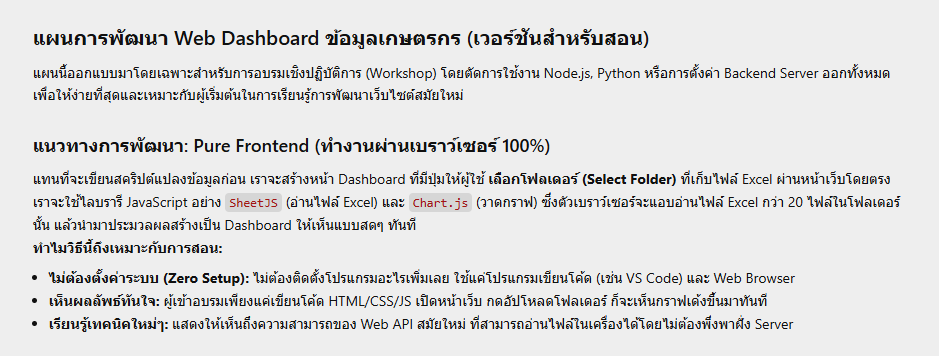 แผนการพัฒนา Web Dashboard ข้อมูลเกษตรกร (เวอร์ชันสำหรับสอน)
แผนนี้ออกแบบมาโดยเฉพาะสำหรับการอบรมเชิงปฏิบัติการ (Workshop) โดยตัดการใช้งาน Node.js, Python หรือการตั้งค่า Backend Server ออกทั้งหมด
เพื่อให้ง่ายที่สุดและเหมาะกับผู้เริ่มต้นในการเรียนรู้การพัฒนาเว็บไซต์สมัยใหม่
แนวทางการพัฒนา: Pure Frontend (ทำงานผ่านเบราว์เซอร์ 100%)
แทนที่จะเขียนสคริปต์แปลงข้อมูลก่อน เราจะสร้างหน้า Dashboard ที่มีปุ่มให้ผู้ใช้ เลือกโฟลเดอร์ (Select Folder) ที่เก็บไฟล์ Excel ผ่านหน้าเว็บโดยตรง
เราจะใช้ไลบรารี JavaScript อย่าง SheetJS (อ่านไฟล์ Excel) และ Chart.js (วาดกราฟ) ซึ่งตัวเบราว์เซอร์จะแอบอ่านไฟล์ Excel กว่า 20 ไฟล์ในโฟลเดอร์
นั้น แล้วนำมาประมวลผลสร้างเป็น Dashboard ให้เห็นแบบสดๆ ทันที
ทำไมวิธีนี้ถึงเหมาะกับการสอน:
• ไม่ต้องตั้งค่าระบบ (Zero Setup): ไม่ต้องติดตั้งโปรแกรมอะไรเพิ่มเลย ใช้แค่โปรแกรมเขียนโค้ด (เช่น VS Code) และ Web Browser
• เห็นผลลัพธ์ทันใจ: ผู้เข้าอบรมเพียงแค่เขียนโค้ด HTML/CSS/JS เปิดหน้าเว็บ กดอัปโหลดโฟลเดอร์ ก็จะเห็นกราฟเด้งขึ้นมาทันที
• เรียนรู้เทคนิคใหม่ๆ: แสดงให้เห็นถึงความสามารถของ Web API สมัยใหม่ ที่สามารถอ่านไฟล์ในเครื่องได้โดยไม่ต้องพึ่งพาฝั่ง Server